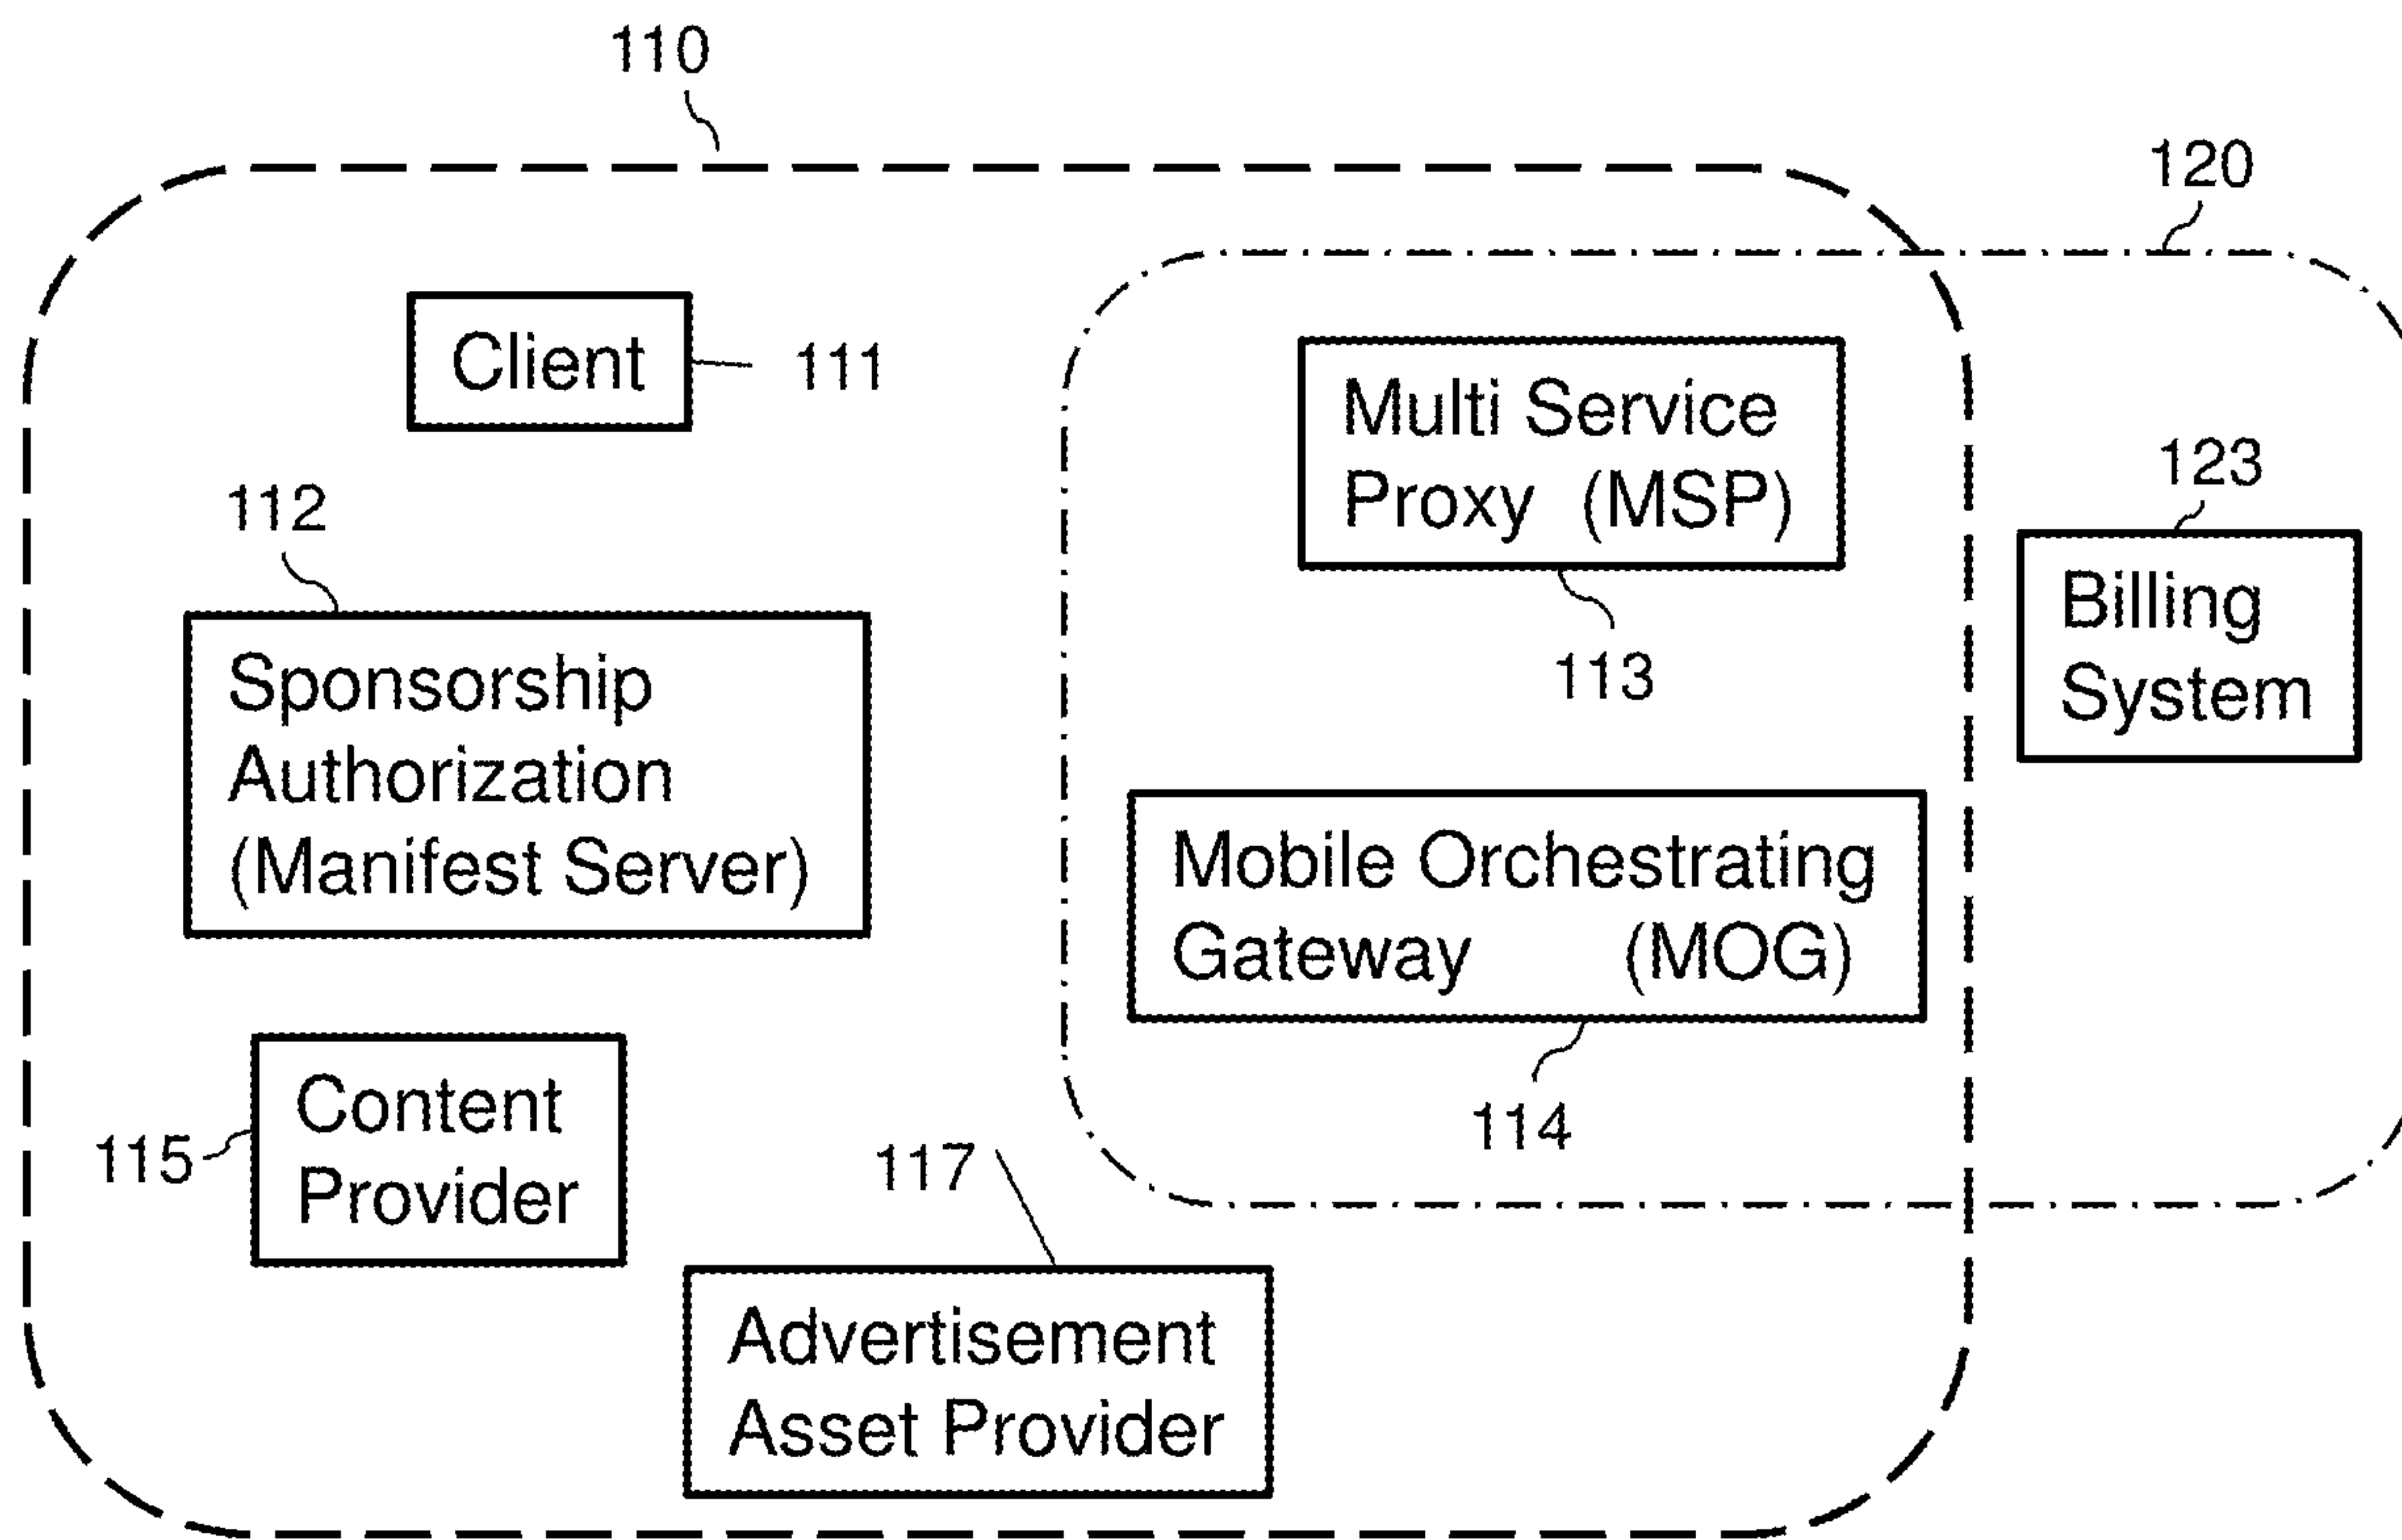 110
120
Client
111
Multi Service
Proxy (MSP)
113
123
Billing
System
112
Sponsorship
Authorization
(Manifest Server)
Mobile Orchestrating
Gateway (MOG)
114
115
Content
Provider
117
Advertisement
Asset Provider